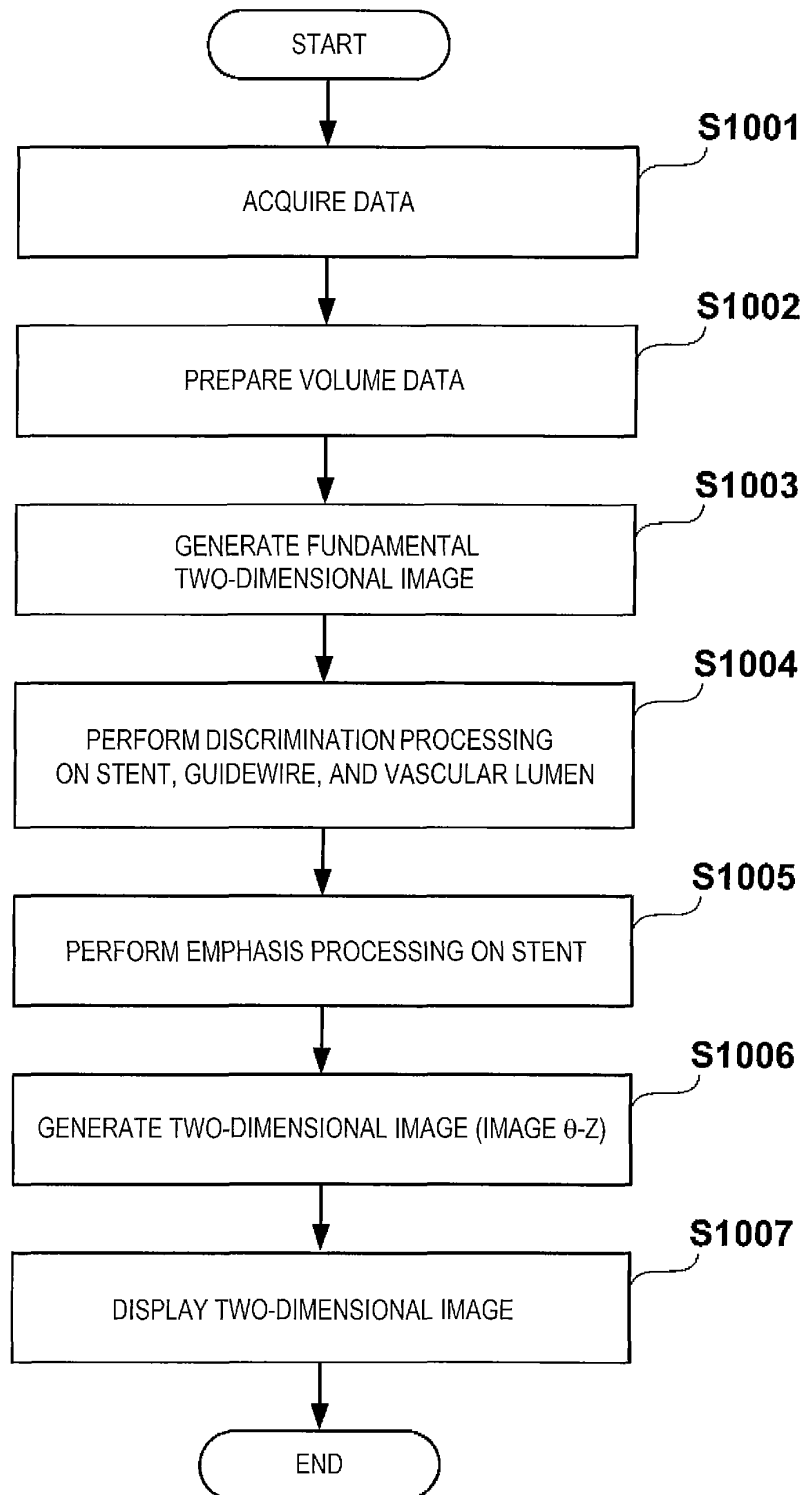 START
S1001
ACQUIRE DATA
S1002
PREPARE VOLUME DATA
S1003
GENERATE FUNDAMENTAL
TWO-DIMENSIONAL IMAGE
S1004
PERFORM DISCRIMINATION PROCESSING
ON STENT, GUIDEWIRE, AND VASCULAR LUMEN
S1005
PERFORM EMPHASIS PROCESSING ON STENT
S1006
GENERATE TWO-DIMENSIONAL IMAGE (IMAGE θ-Z)
S1007
DISPLAY TWO-DIMENSIONAL IMAGE
END